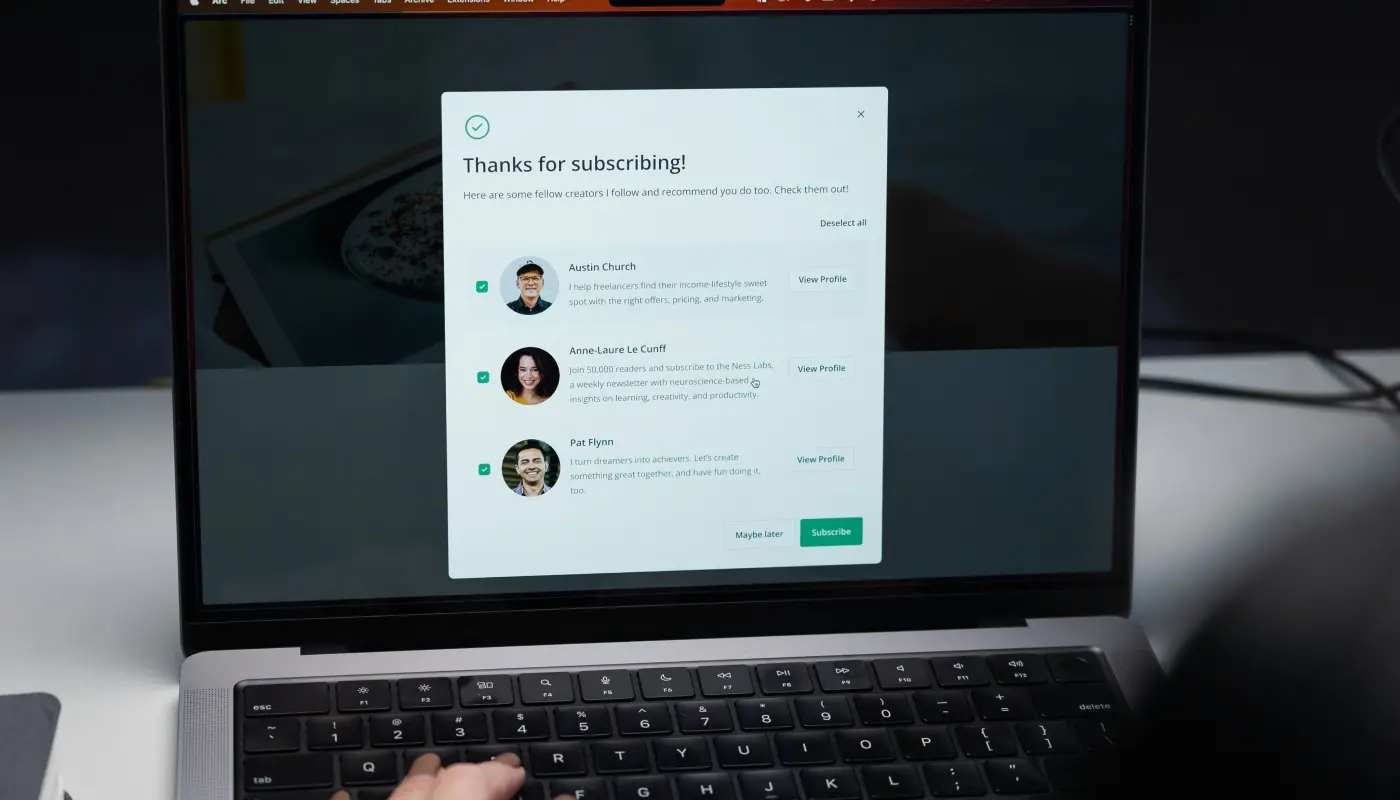 Arc File Edit View Spaces Tabs Archive Extensions Window Help
Thanks for subscribing!
Here are some fellow creators I follow and recommend you do too. Check them out!
Deselect all
Austin Church
I help freelancers find their income-lifestyle sweet
spot with the right offers, pricing, and marketing.
View Profile
Anne-Laure Le Cunff
Join 50,000 readers and subscribe to the Ness Labs,
a weekly newsletter with neuroscience-based
insights on learning, creativity, and productivity.
View Profile
Pat Flynn
I turn dreamers into achievers. Let's create
something great together, and have fun doing it,
too.
View Profile
Maybe later Subscribe
esc F1 F2 F3 F4 F5 F6 F7 F8 F9 F10 F11 F12
~ ! @ # $ % ^ & * ( ) — +
` 1 2 3 4 5 6 7 8 9 0 - = delete
tab Q R T Y U I O P { [ } ] | \
F G H J K L : ; " '